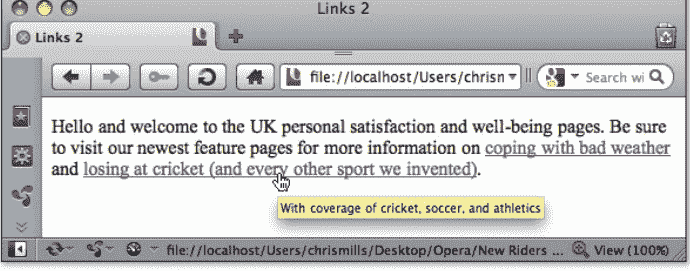 Links 2
Links 2
file://localhost/Users/chrisn
Search wi
Hello and welcome to the UK personal satisfaction and well-being pages. Be sure
to visit our newest feature pages for more information on coping with bad weather
and losing at cricket (and every other sport we invented).
With coverage of cricket, soccer, and athletics
file://localhost/Users/chrismills/Desktop/Opera/New Riders ...
View (100%)